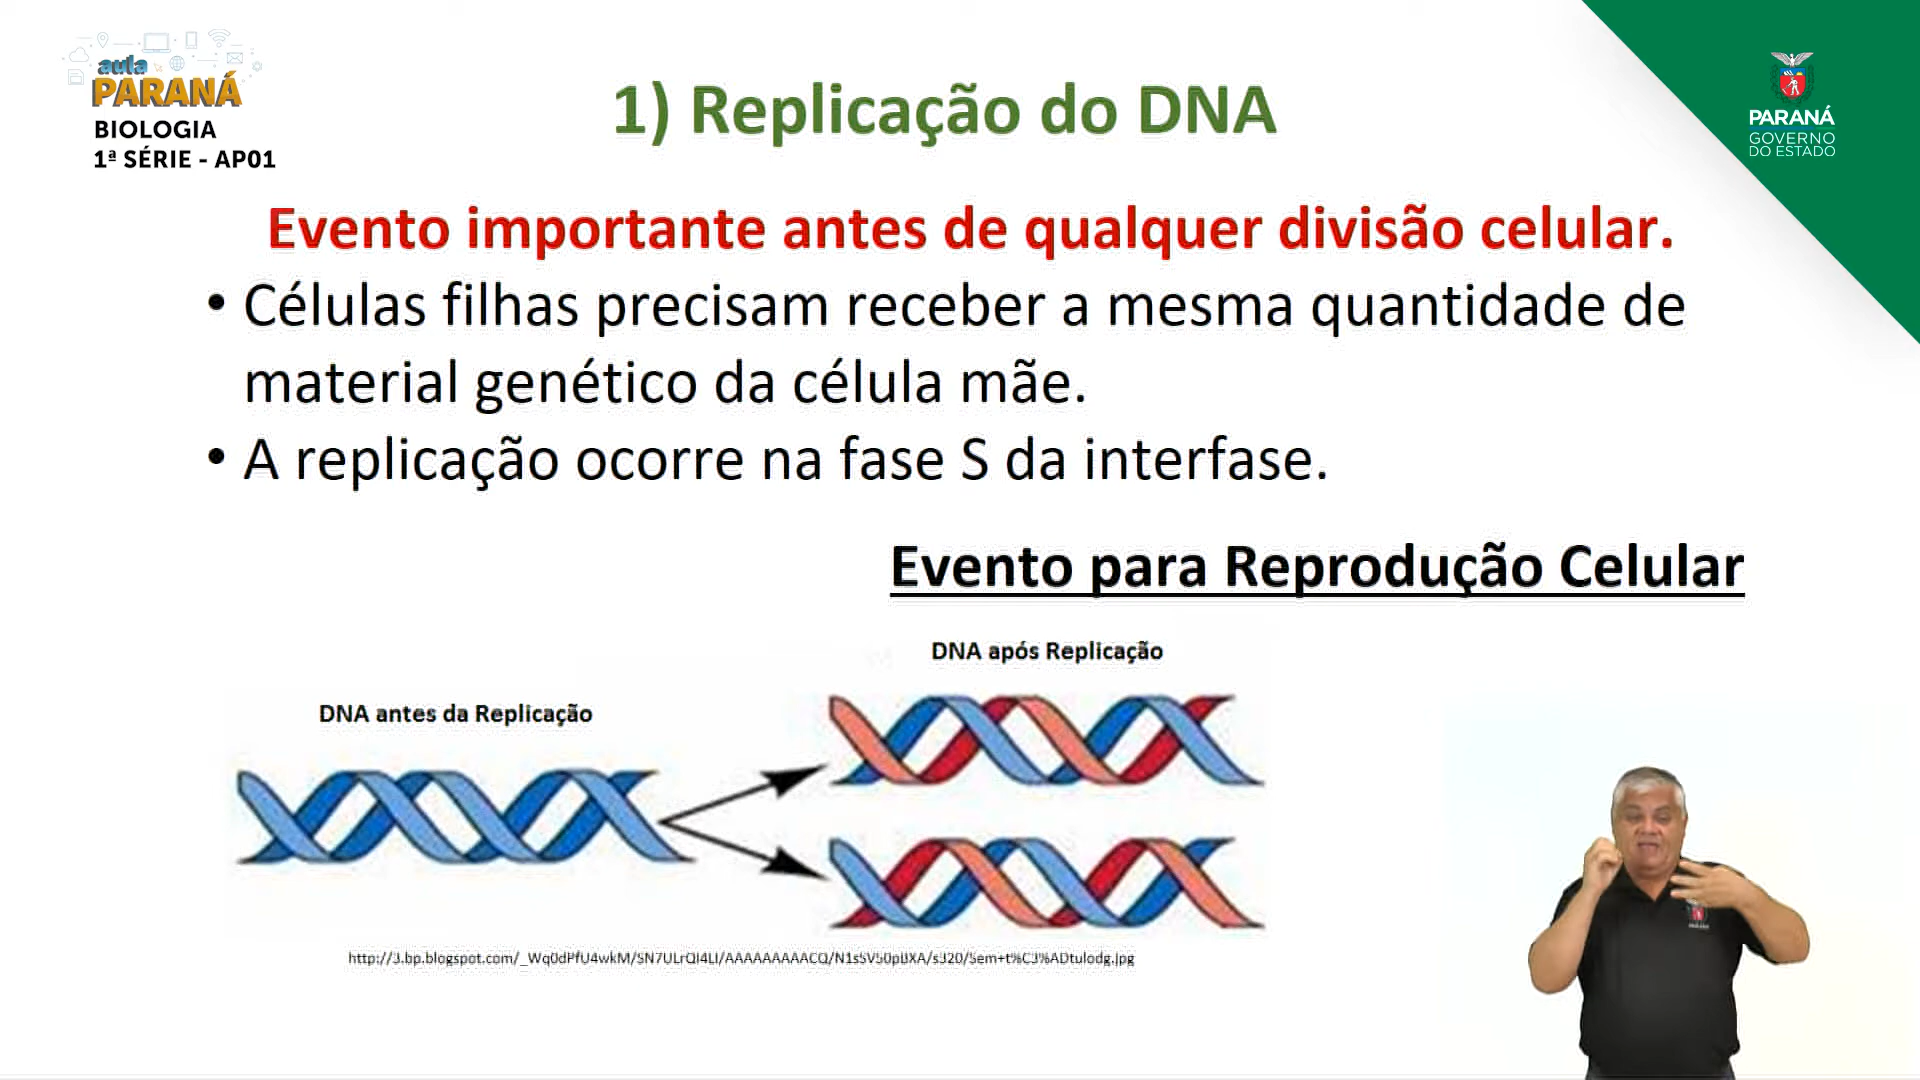 aula
PARANÁ
BIOLOGIA
1ª SÉRIE - AP01
1) Replicação do DNA
PARANÁ
GOVERNO
DO ESTADO
Evento importante antes de qualquer divisão celular.
• Células filhas precisam receber a mesma quantidade de
material genético da célula mãe.
• A replicação ocorre na fase S da interfase.
Evento para Reprodução Celular
DNA após Replicação
DNA antes da Replicação